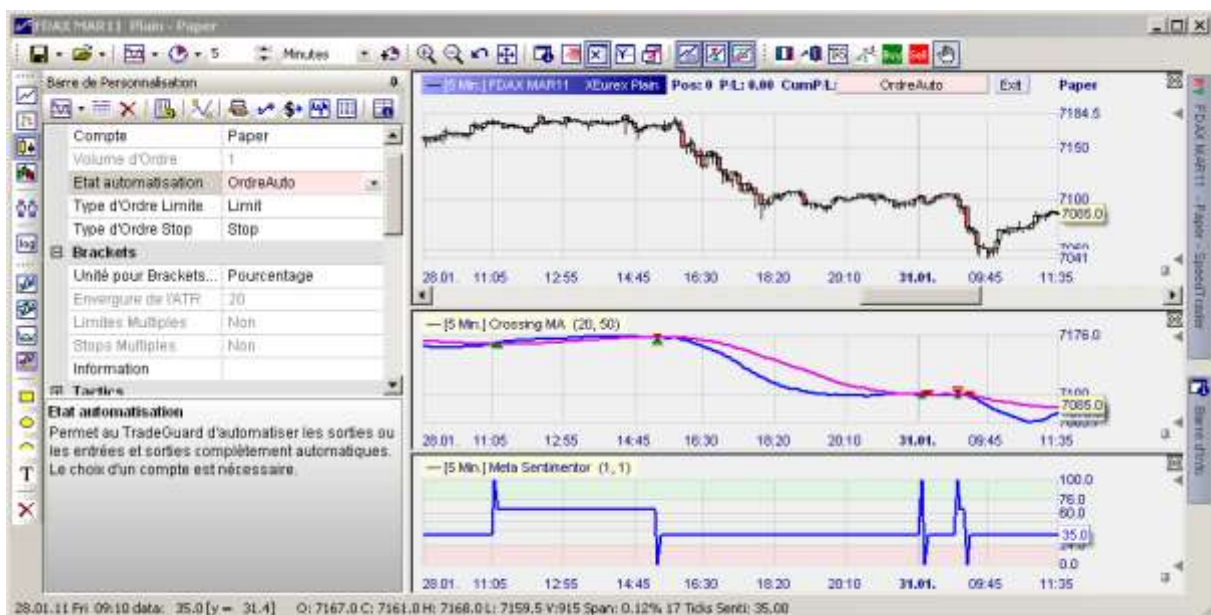 FDAX MAR11 Plain - Paper
5 Minutes
Barre de Personnalisation
Compte Paper
Volume d'Ordre 1
Etat automatisation OrdreAuto
Type d'Ordre Limite Limit
Type d'Ordre Stop Stop
Brackets
Unité pour Brackets... Pourcentage
Envergure de l'ATR 20
Limites Multiples Non
Stops Multiples Non
Information
Tactics
Etat automatisation
Permet au TradeGuard d'automatiser les sorties ou
les entrées et sorties complètement automatiques.
Le choix d'un compte est nécessaire.
[5 Min.] FDAX MAR11 XEurex Plain Pos: 0 P/L: 0.00 CumP/L: OrdreAuto Exit Paper
7184.5
7150
7100
7085.0
7041
28.01. 11:05 12:55 14:45 16:30 18:20 20:10 31.01. 09:45 11:35
[5 Min.] Crossing MA (20, 50)
7176.0
7100
7085.0
28.01. 11:05 12:55 14:45 16:30 18:20 20:10 31.01. 09:45 11:35
[5 Min.] Meta Sentimentor (1, 1)
100.0
76.0
60.0
35.0
24.0
0.0
28.01. 11:05 12:55 14:45 16:30 18:20 20:10 31.01. 09:45 11:35
FDAX MAR11 - Paper - SpeedTrader
Barre d'Info
28.01.11 Fri 09:10 data: 35.0 [y = 31.4] O: 7167.0 C: 7161.0 H: 7168.0 L: 7159.5 V:915 Span: 0.12% 17 Ticks Senti: 35.00